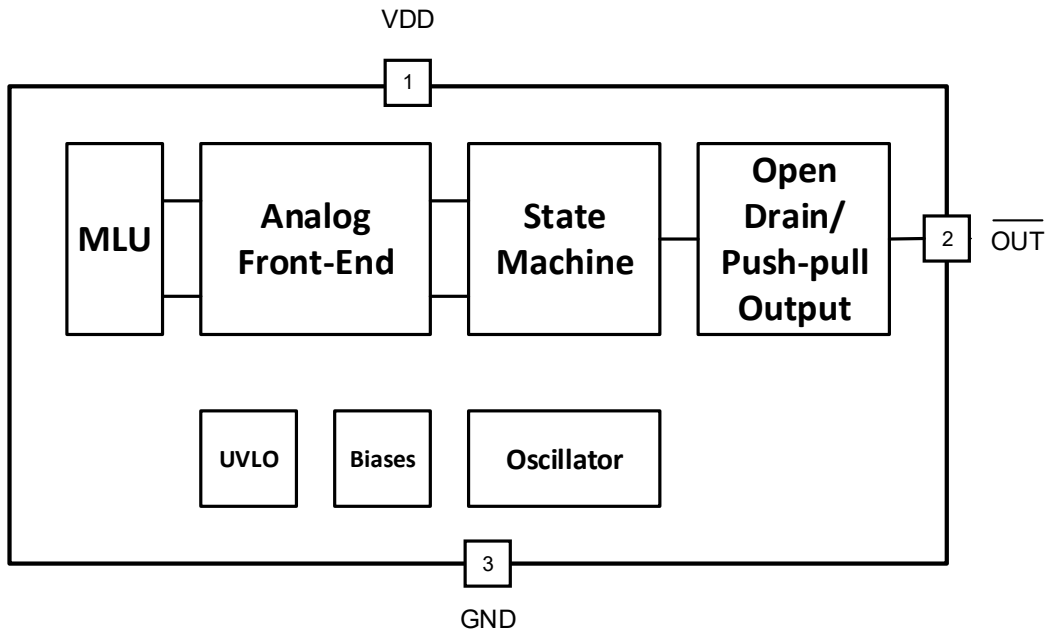 VDD
1
MLU
Analog
Front-End
State
Machine
Open
Drain/
Push-pull
Output
2
OUT
UVLO
Biases
Oscillator
3
GND